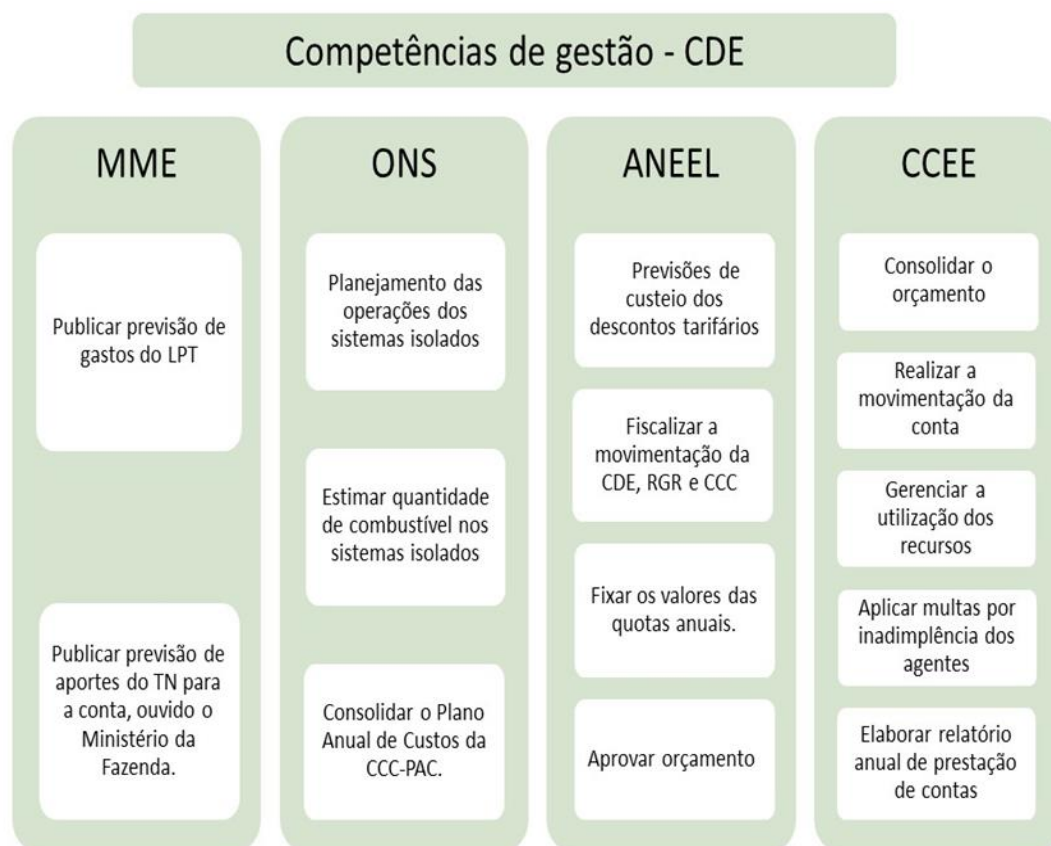 Competências de gestão - CDE
MME
Publicar previsão de
gastos do LPT
Publicar previsão de
aportes do TN para
a conta, ouvido o
Ministério da
Fazenda.
ONS
Planejamento das
operações dos
sistemas isolados
Estimar quantidade
de combustível nos
sistemas isolados
Consolidar o Plano
Anual de Custos da
CCC-PAC.
ANEEL
Previsões de
custeio dos
descontos tarifários
Fiscalizar a
movimentação da
CDE, RGR e CCC
Fixar os valores das
quotas anuais.
Aprovar orçamento
CCEE
Consolidar o
orçamento
Realizar a
movimentação da
conta
Gerenciar a
utilização dos
recursos
Aplicar multas por
inadimplência dos
agentes
Elaborar relatório
anual de prestação
de contas